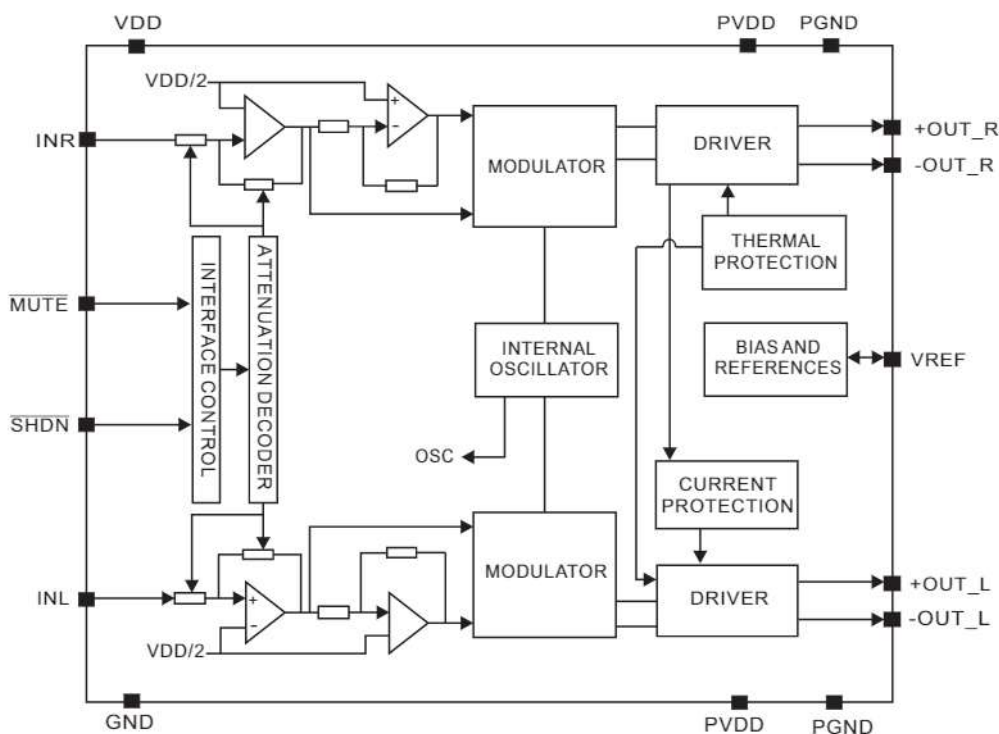 VDD
PVDD
PGND
VDD/2
+
-
INR
MODULATOR
DRIVER
+OUT_R
-OUT_R
THERMAL
PROTECTION
MUTE
INTERFACE CONTROL
ATTENUATION DECODER
INTERNAL
OSCILLATOR
BIAS AND
REFERENCES
VREF
SHDN
OSC
CURRENT
PROTECTION
MODULATOR
DRIVER
INL
+
-
+OUT_L
-OUT_L
VDD/2
GND
PVDD
PGND